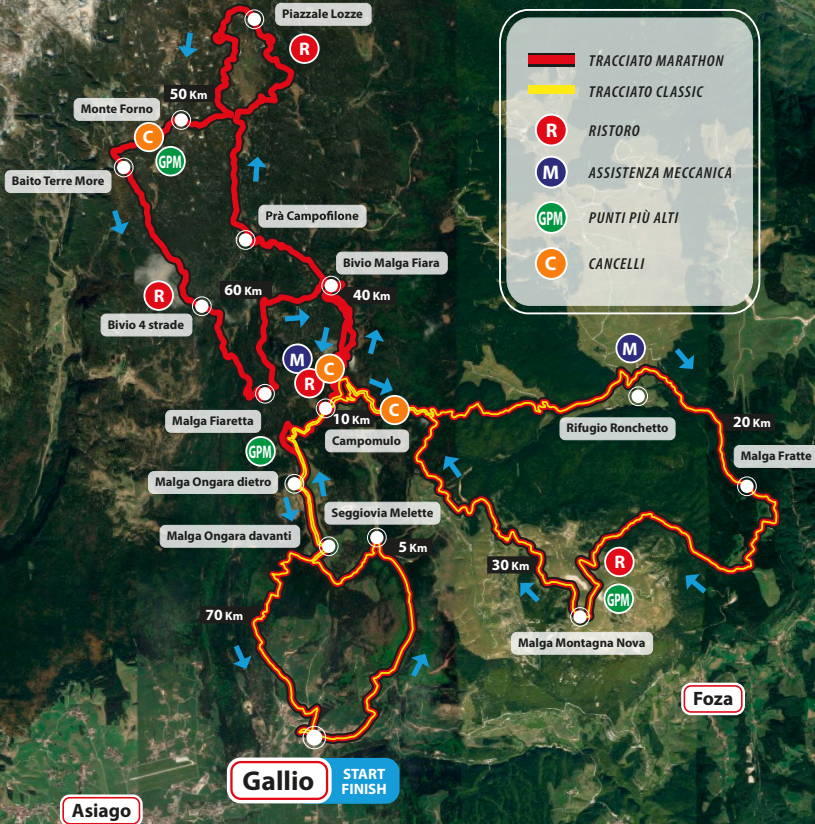 Piazzale Lozze
R
50 Km
Monte Forno
C
GPM
Baito Terre More
Prà Campofilone
Bivio Malga Fiara
R
60 Km
40 Km
Bivio 4 strade
M
C
R
Malga Fiaretta
10 Km
C
Campomulo
GPM
Malga Ongara dietro
Seggiovia Melette
Malga Ongara davanti
5 Km
M
Rifugio Ronchetto
20 Km
Malga Fratte
30 Km
R
GPM
Malga Montagna Nova
70 Km
Foza
Gallio
START
FINISH
Asiago
TRACCIATO MARATHON
TRACCIATO CLASSIC
R RISTORO
M ASSISTENZA MECCANICA
GPM PUNTI PIÙ ALTI
C CANCELLI